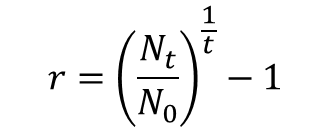 r = (N_t / N_0)^(1/t) − 1